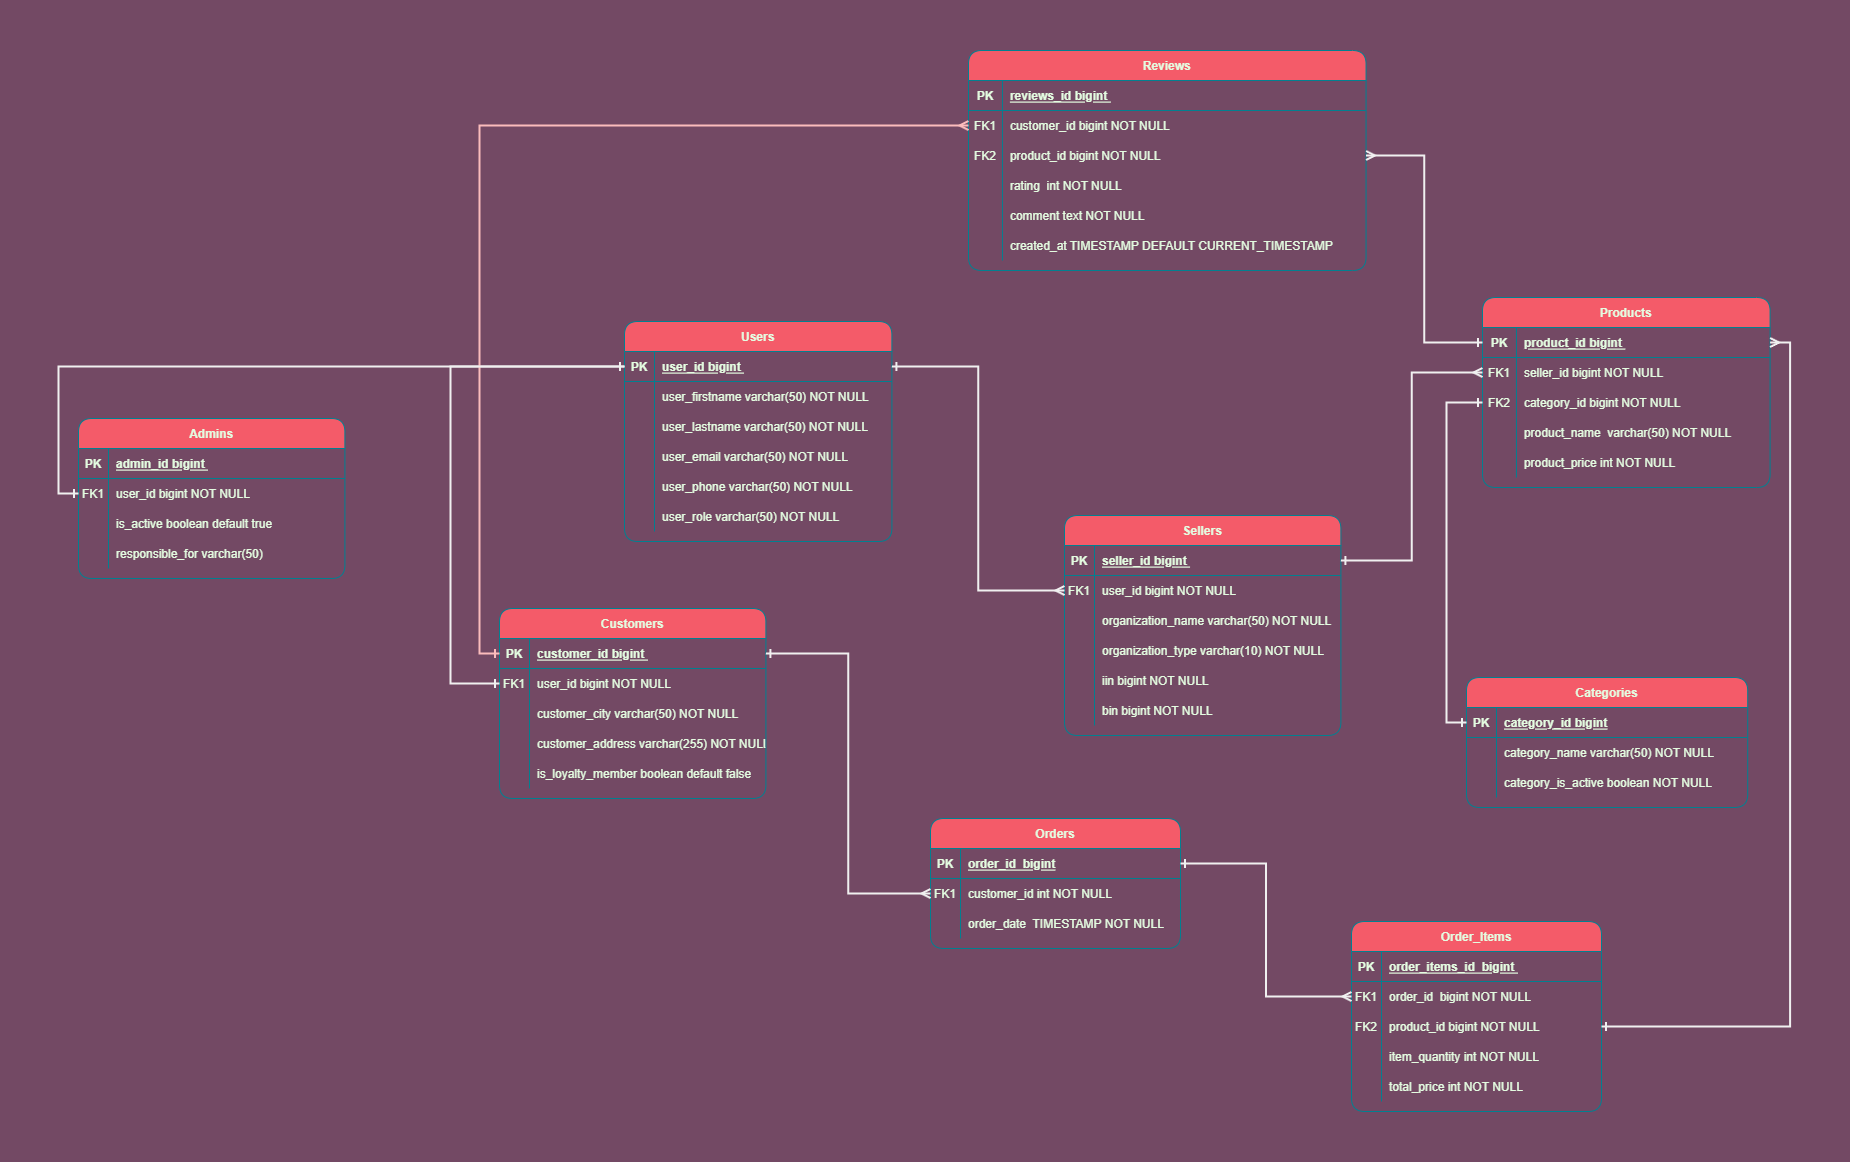 Reviews
PK reviews_id bigint
FK1 customer_id bigint NOT NULL
FK2 product_id bigint NOT NULL
rating int NOT NULL
comment text NOT NULL
created_at TIMESTAMP DEFAULT CURRENT_TIMESTAMP
Products
PK product_id bigint
FK1 seller_id bigint NOT NULL
FK2 category_id bigint NOT NULL
product_name varchar(50) NOT NULL
product_price int NOT NULL
Users
PK user_id bigint
user_firstname varchar(50) NOT NULL
user_lastname varchar(50) NOT NULL
user_email varchar(50) NOT NULL
user_phone varchar(50) NOT NULL
user_role varchar(50) NOT NULL
Admins
PK admin_id bigint
FK1 user_id bigint NOT NULL
is_active boolean default true
responsible_for varchar(50)
Sellers
PK seller_id bigint
FK1 user_id bigint NOT NULL
organization_name varchar(50) NOT NULL
organization_type varchar(10) NOT NULL
iin bigint NOT NULL
bin bigint NOT NULL
Customers
PK customer_id bigint
FK1 user_id bigint NOT NULL
customer_city varchar(50) NOT NULL
customer_address varchar(255) NOT NULL
is_loyalty_member boolean default false
Categories
PK category_id bigint
category_name varchar(50) NOT NULL
category_is_active boolean NOT NULL
Orders
PK order_id bigint
FK1 customer_id int NOT NULL
order_date TIMESTAMP NOT NULL
Order_Items
PK order_items_id bigint
FK1 order_id bigint NOT NULL
FK2 product_id bigint NOT NULL
item_quantity int NOT NULL
total_price int NOT NULL